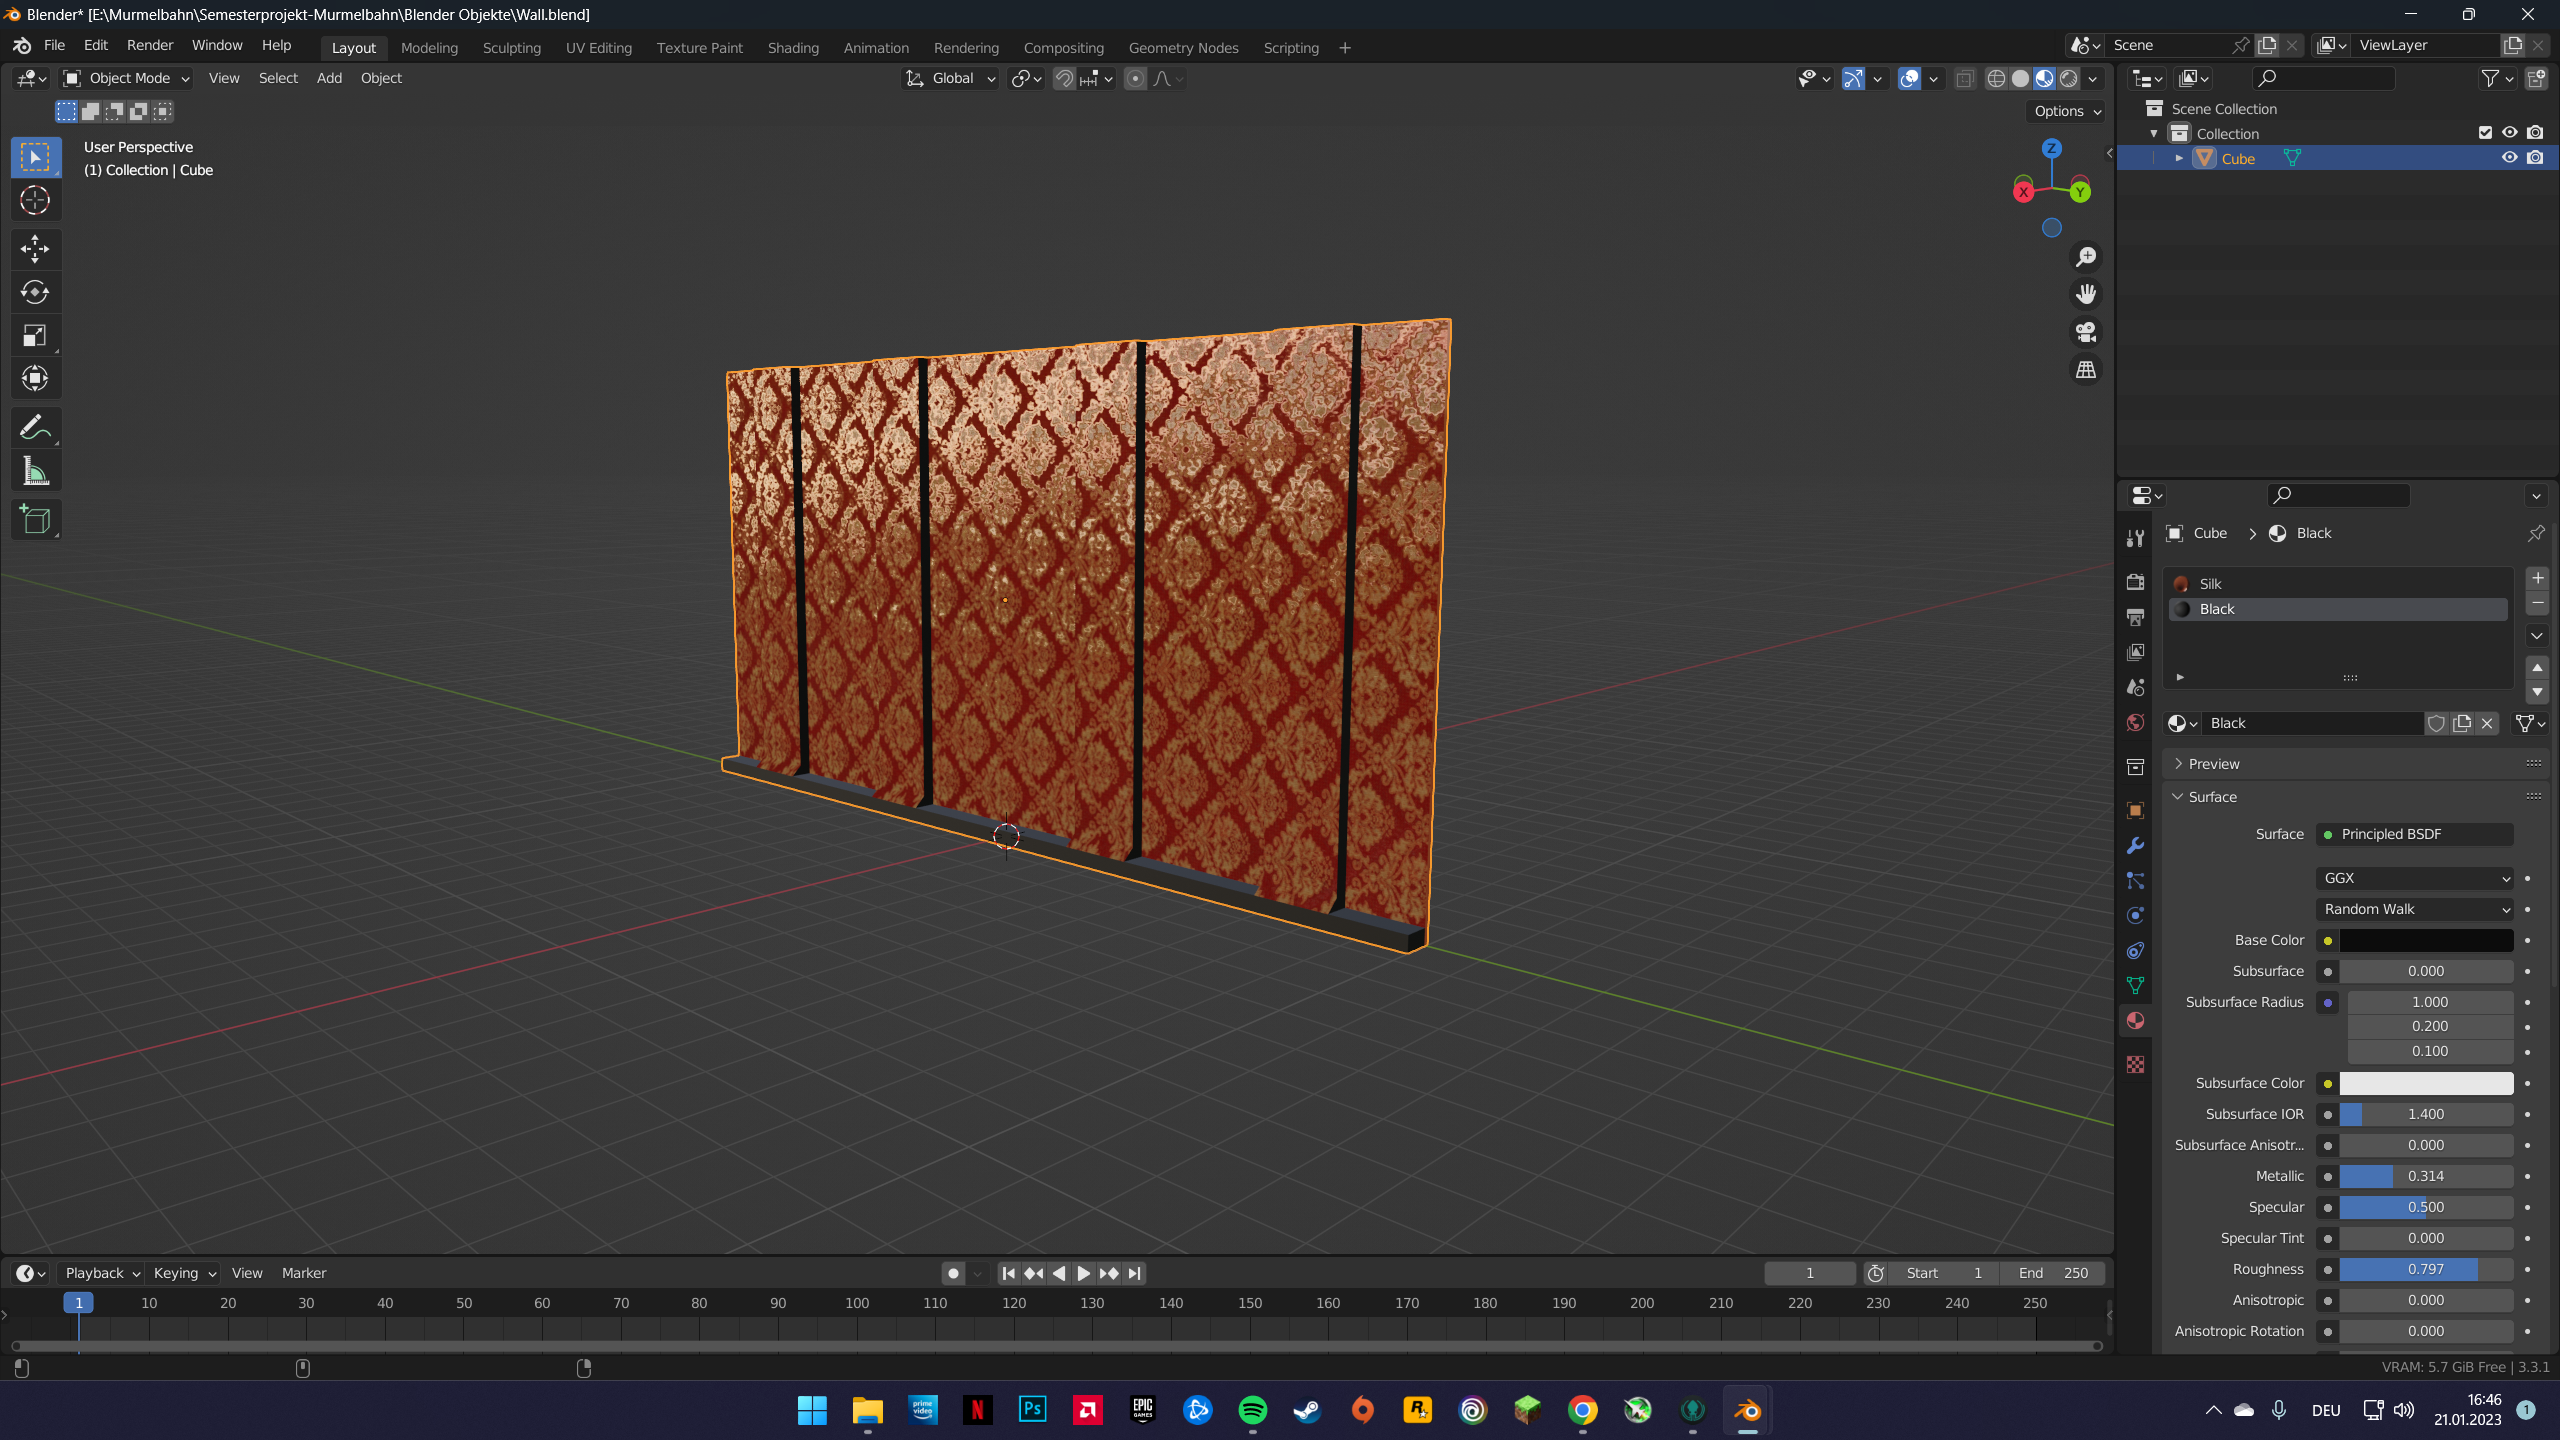 Blender* [E:\Murmelbahn\Semesterprojekt-Murmelbahn\Blender Objekte\Wall.blend]
File Edit Render Window Help Layout Modeling Sculpting UV Editing Texture Paint Shading Animation Rendering Compositing Geometry Nodes Scripting + Scene ViewLayer
Object Mode View Select Add Object Global
Options
User Perspective
(1) Collection | Cube
Z
X Y
Scene Collection
Collection
Cube
Cube > Black
Silk
Black
Black
Preview
Surface
Surface Principled BSDF
GGX
Random Walk
Base Color
Subsurface 0.000
Subsurface Radius 1.000
0.200
0.100
Subsurface Color
Subsurface IOR 1.400
Subsurface Anisotr... 0.000
Metallic 0.314
Specular 0.500
Specular Tint 0.000
Roughness 0.797
Anisotropic 0.000
Anisotropic Rotation 0.000
Playback Keying View Marker 1 Start 1 End 250
1 10 20 30 40 50 60 70 80 90 100 110 120 130 140 150 160 170 180 190 200 210 220 230 240 250
VRAM: 5.7 GiB Free | 3.3.1
prime video N Ps EPIC GAMES R DEU 16:46 1
21.01.2023